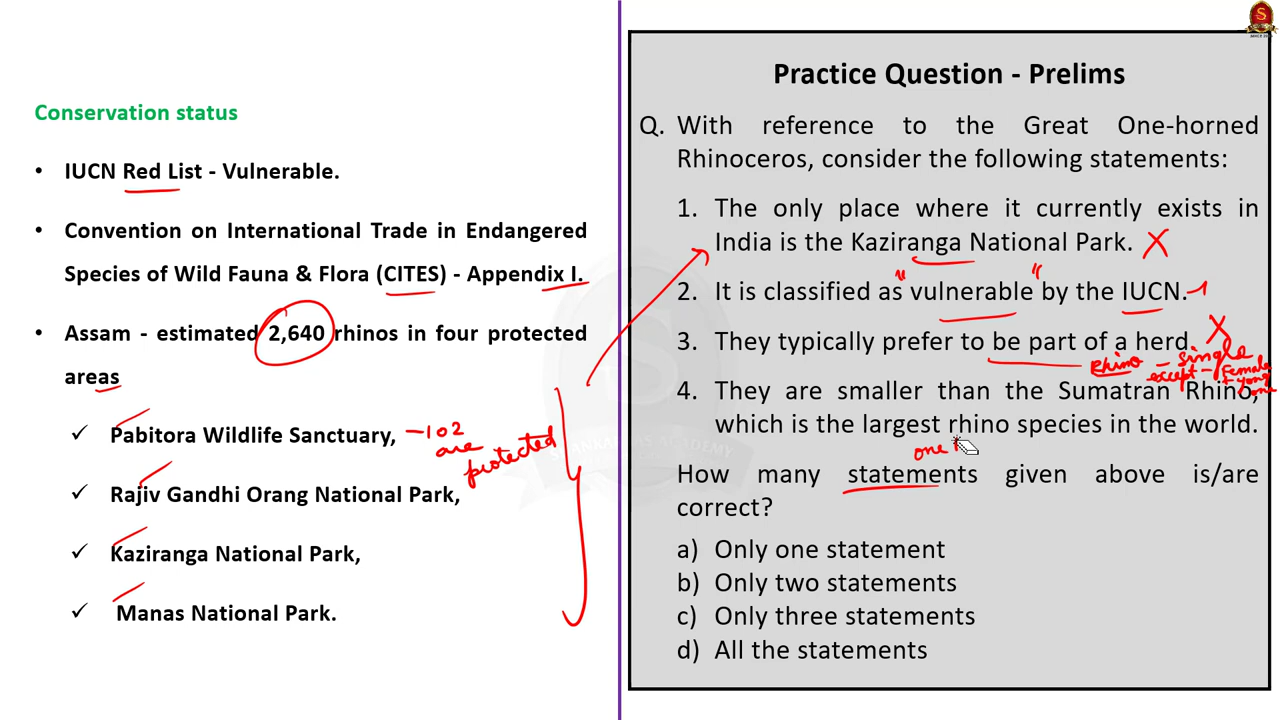 Conservation status
• IUCN Red List - Vulnerable.
• Convention on International Trade in Endangered
Species of Wild Fauna & Flora (CITES) - Appendix I.
• Assam - estimated 2,640 rhinos in four protected
areas
✓ Pabitora Wildlife Sanctuary, -102
are
protected
✓ Rajiv Gandhi Orang National Park,
✓ Kaziranga National Park,
✓ Manas National Park.
Practice Question - Prelims
Q. With reference to the Great One-horned
Rhinoceros, consider the following statements:
1. The only place where it currently exists in
India is the Kaziranga National Park. X
2. It is classified as vulnerable by the IUCN.
3. They typically prefer to be part of a herd. X
Rhino - single
except - Female
+ young
one
4. They are smaller than the Sumatran Rhino,
which is the largest rhino species in the world.
one
How many statements given above is/are
correct?
a) Only one statement
b) Only two statements
c) Only three statements
d) All the statements